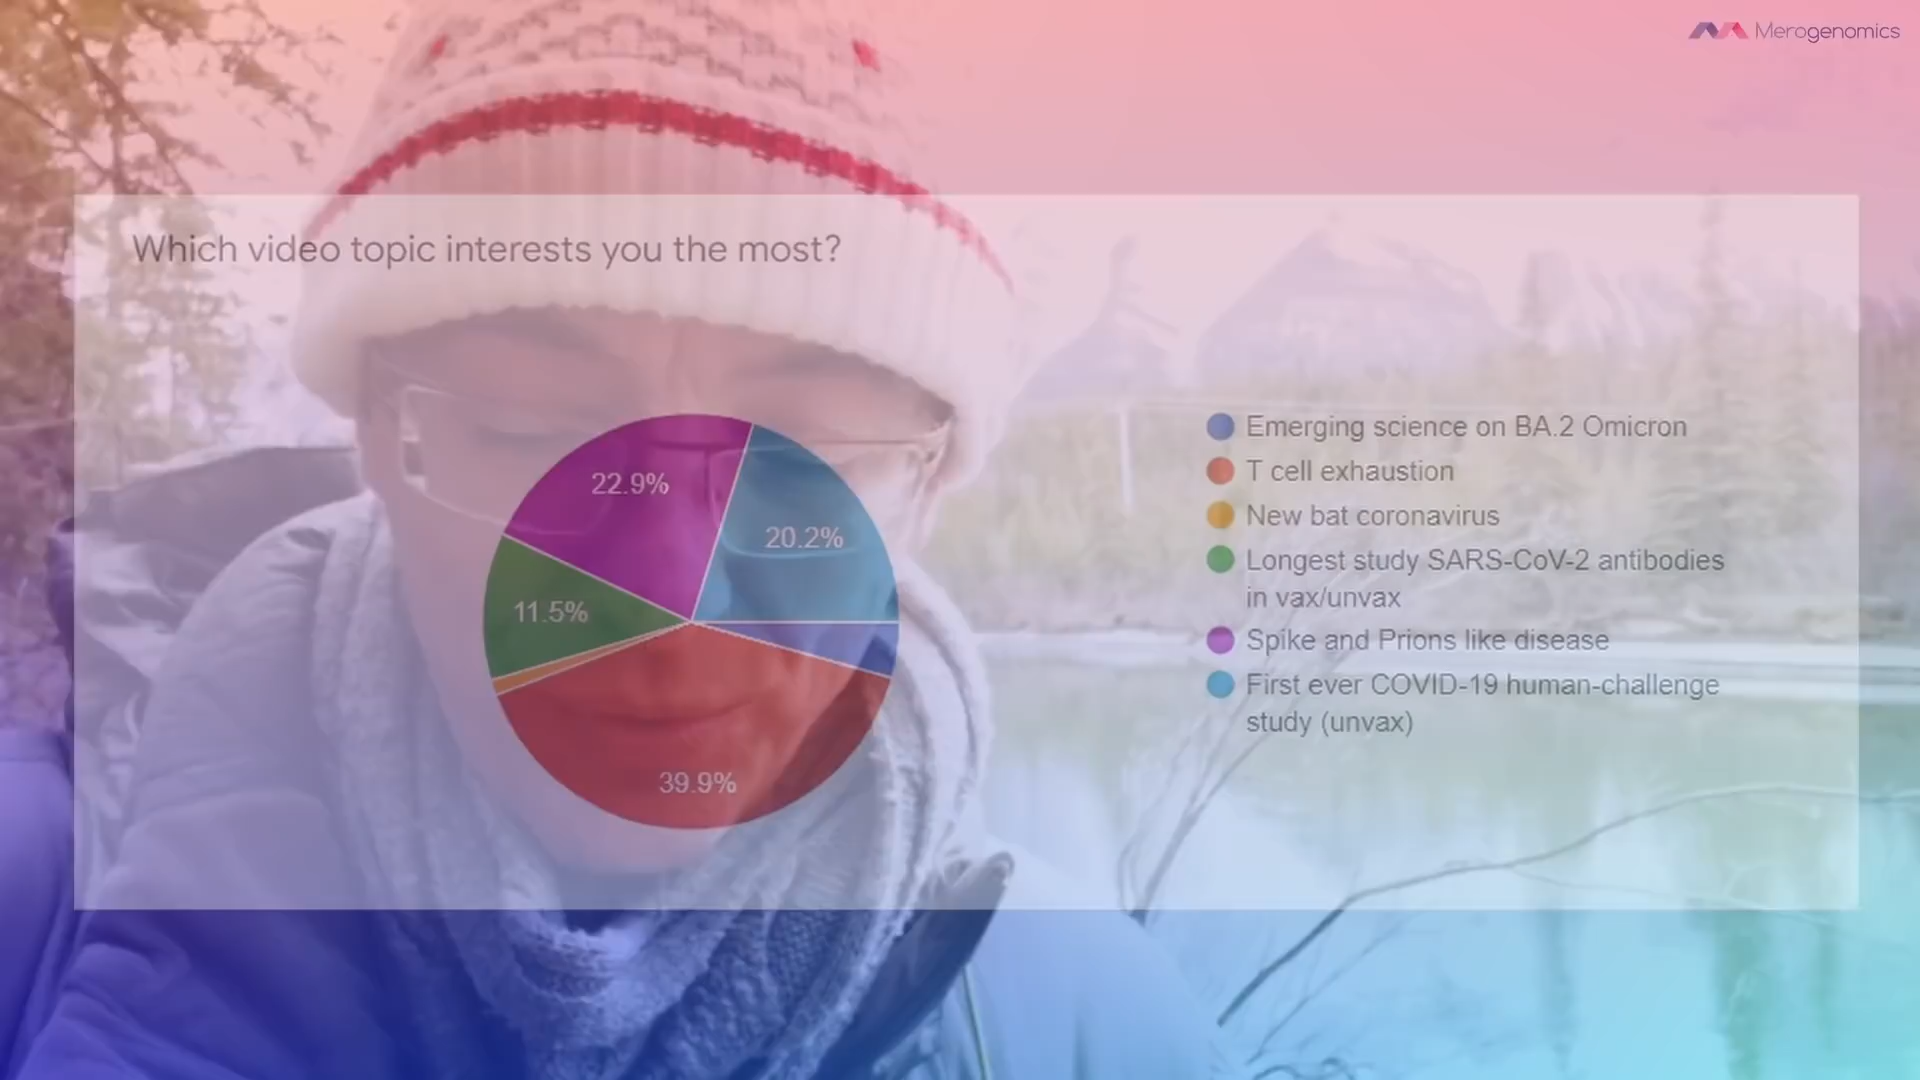 Merogenomics
Which video topic interests you the most?
22.9%
20.2%
11.5%
39.9%
Emerging science on BA.2 Omicron
T cell exhaustion
New bat coronavirus
Longest study SARS-CoV-2 antibodies
in vax/unvax
Spike and Prions like disease
First ever COVID-19 human-challenge
study (unvax)